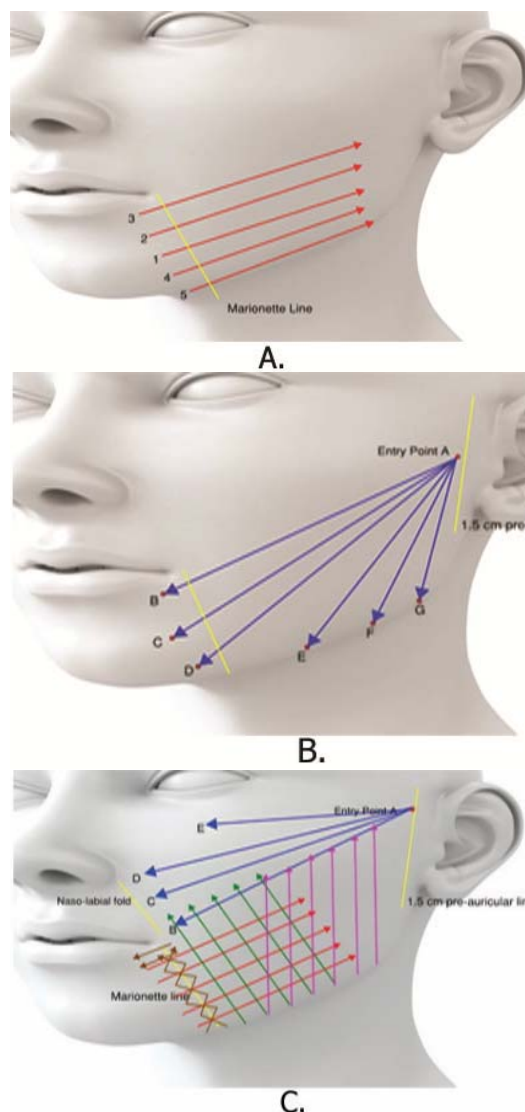 3
2
1
4
5
Marionette Line
A.
Entry Point A
1.5 cm pre-
B
C
D
E
F
G
B.
Entry Point A
E
D
Naso-labial fold
C
1.5 cm pre-auricular lin
B
Marionette line
C.